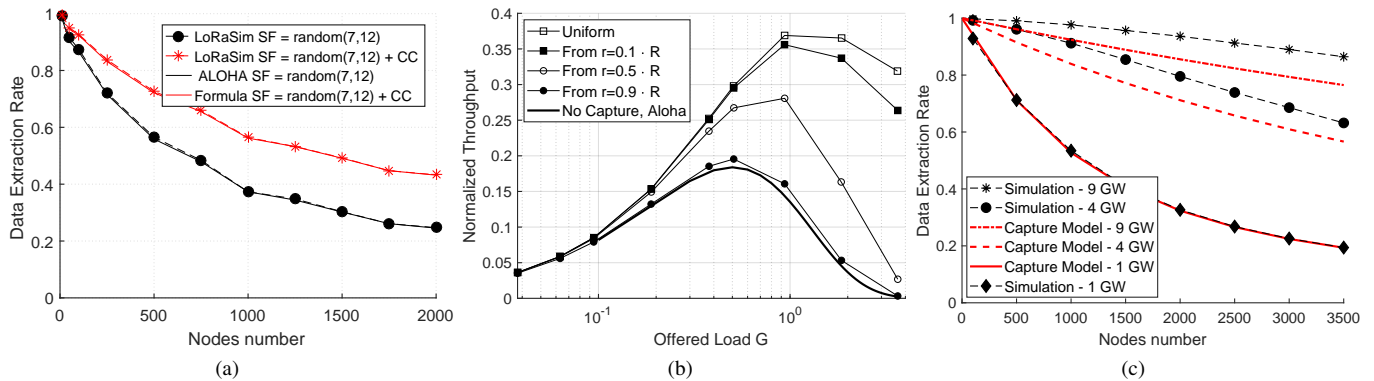 Data Extraction Rate
1
0.8
0.6
0.4
0.2
0
0
500
1000
1500
2000
Nodes number
LoRaSim SF = random(7,12)
LoRaSim SF = random(7,12) + CC
ALOHA SF = random(7,12)
Formula SF = random(7,12) + CC
(a)
Normalized Throughput
0.4
0.35
0.3
0.25
0.2
0.15
0.1
0.05
0
10-1
100
Offered Load G
Uniform
From r=0.1 · R
From r=0.5 · R
From r=0.9 · R
No Capture, Aloha
(b)
Data Extraction Rate
1
0.8
0.6
0.4
0.2
0
0
500
1000
1500
2000
2500
3000
3500
Nodes number
Simulation - 9 GW
Simulation - 4 GW
Capture Model - 9 GW
Capture Model - 4 GW
Capture Model - 1 GW
Simulation - 1 GW
(c)